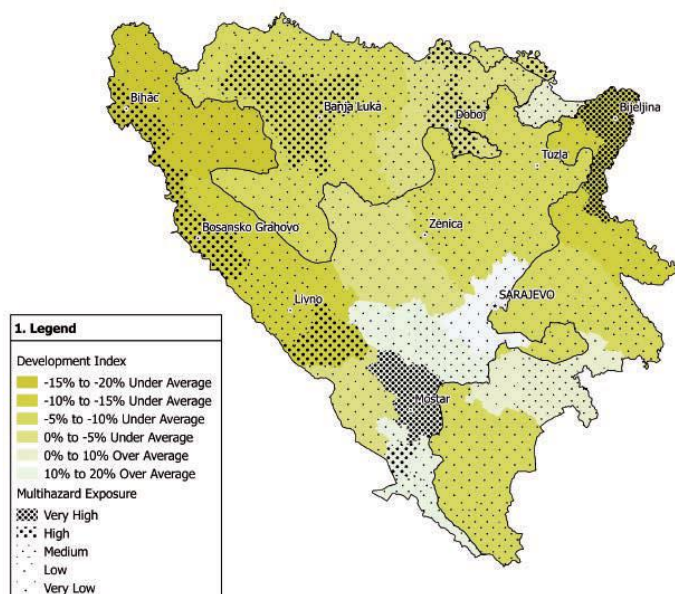 Bihać
Banja Luka
Doboj
Bijeljina
Tuzla
Bosansko Grahovo
Zenica
Livno
SARAJEVO
Mostar
1. Legend
Development Index
-15% to -20% Under Average
-10% to -15% Under Average
-5% to -10% Under Average
0% to -5% Under Average
0% to 10% Over Average
10% to 20% Over Average
Multihazard Exposure
Very High
High
Medium
Low
Very Low